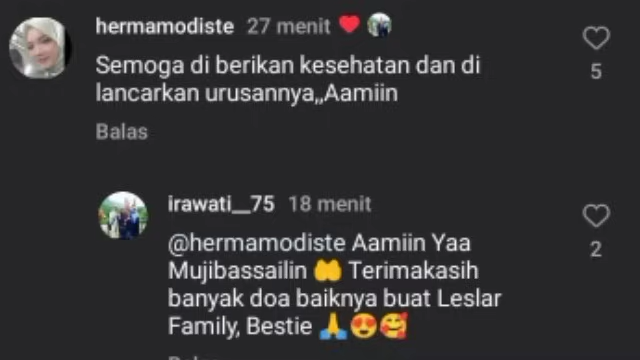 hermamodiste 27 menit ❤️
Semoga di berikan kesehatan dan di
lancarkan urusannya,,Aamiin
5
Balas
irawati__75 18 menit
@hermamodiste Aamiin Yaa
Mujibassailin 🤲 Terimakasih
banyak doa baiknya buat Leslar
Family, Bestie 🙏😍🥰
2